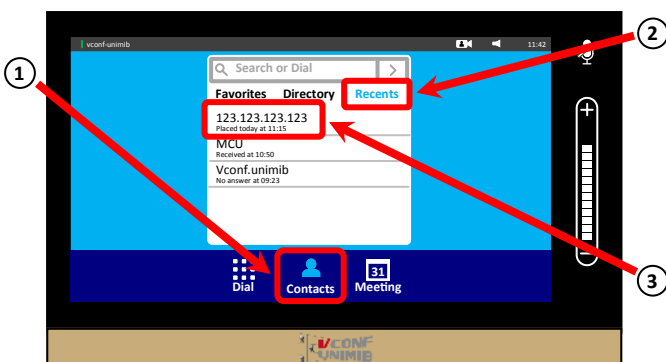 vconf-unimib
11:42
2
1
Search or Dial
Favorites Directory Recents
123.123.123.123
Placed today at 11:15
MCU
Received at 10:50
Vconf.unimib
No answer at 09:23
+
−
31
Dial Contacts Meeting
3
VCONF
UNIMIB